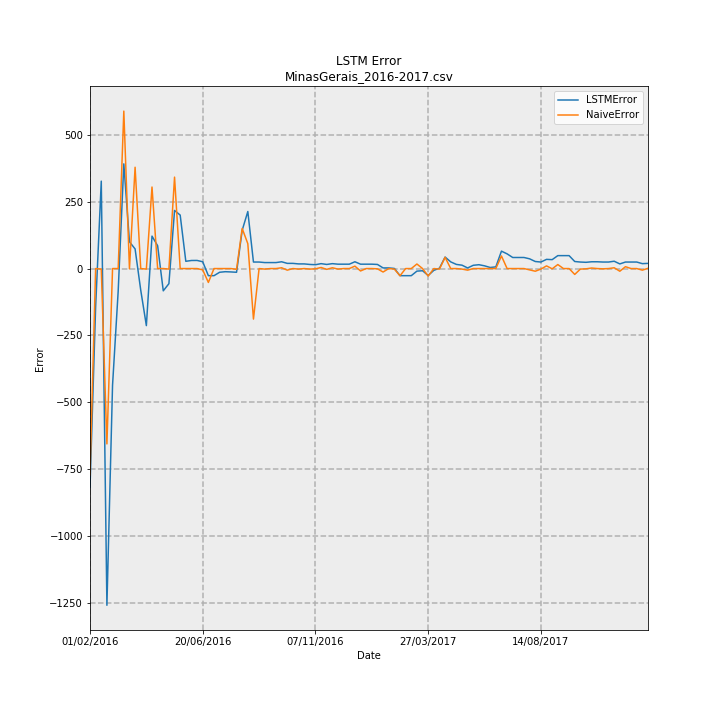 LSTM Error
MinasGerais_2016-2017.csv
LSTMError
NaiveError
500
250
0
−250
−500
−750
−1000
−1250
Error
01/02/2016 20/06/2016 07/11/2016 27/03/2017 14/08/2017
Date